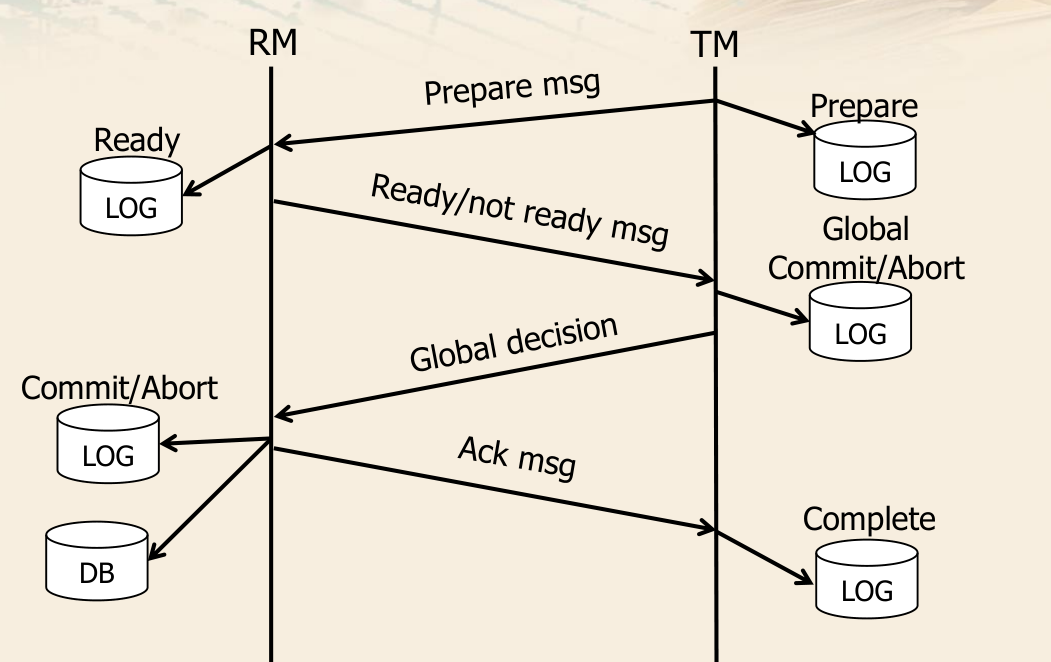 RM
TM
Prepare msg
Prepare
LOG
Ready
LOG
Ready/not ready msg
Global
Commit/Abort
LOG
Global decision
Commit/Abort
LOG
DB
Ack msg
Complete
LOG